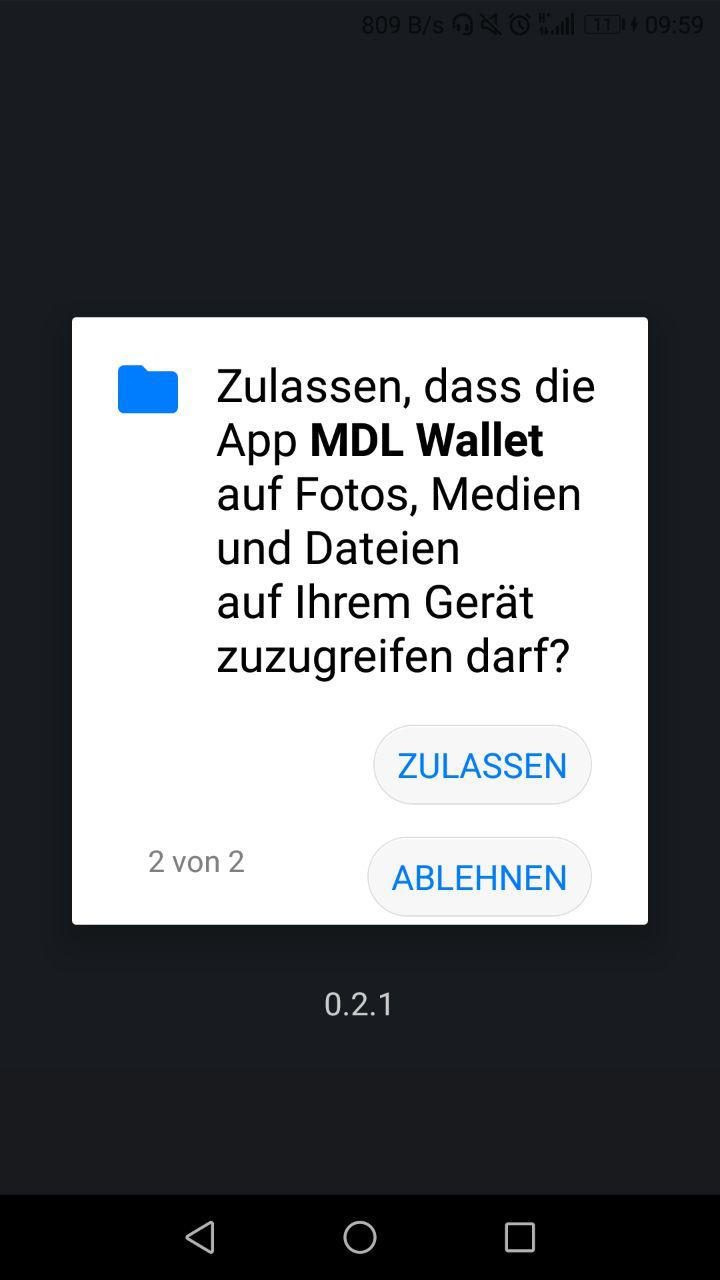 809 B/s 11 09:59
Zulassen, dass die
App MDL Wallet
auf Fotos, Medien
und Dateien
auf Ihrem Gerät
zuzugreifen darf?
ZULASSEN
2 von 2
ABLEHNEN
0.2.1